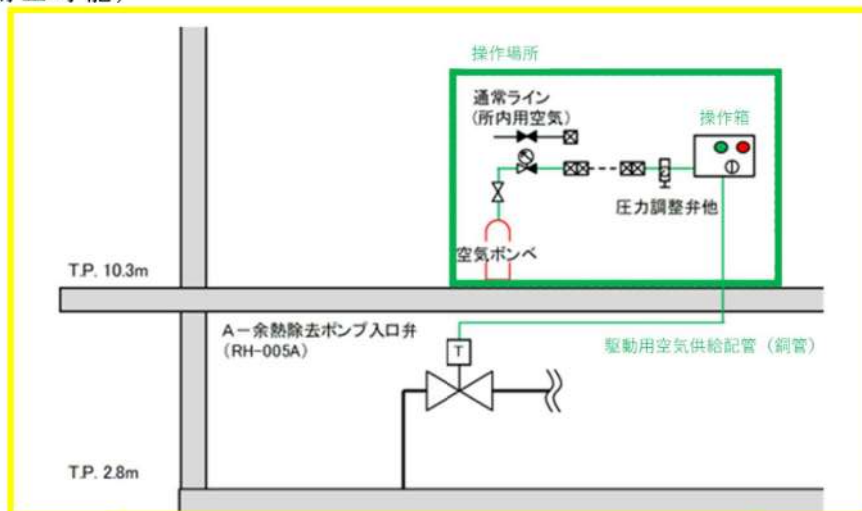 操作場所
通常ライン
(所内用空気)
操作箱
圧力調整弁他
空気ボンベ
T.P. 10.3m
A-余熱除去ポンプ入口弁
(RH-005A)
T
駆動用空気供給配管（銅管）
T.P. 2.8m